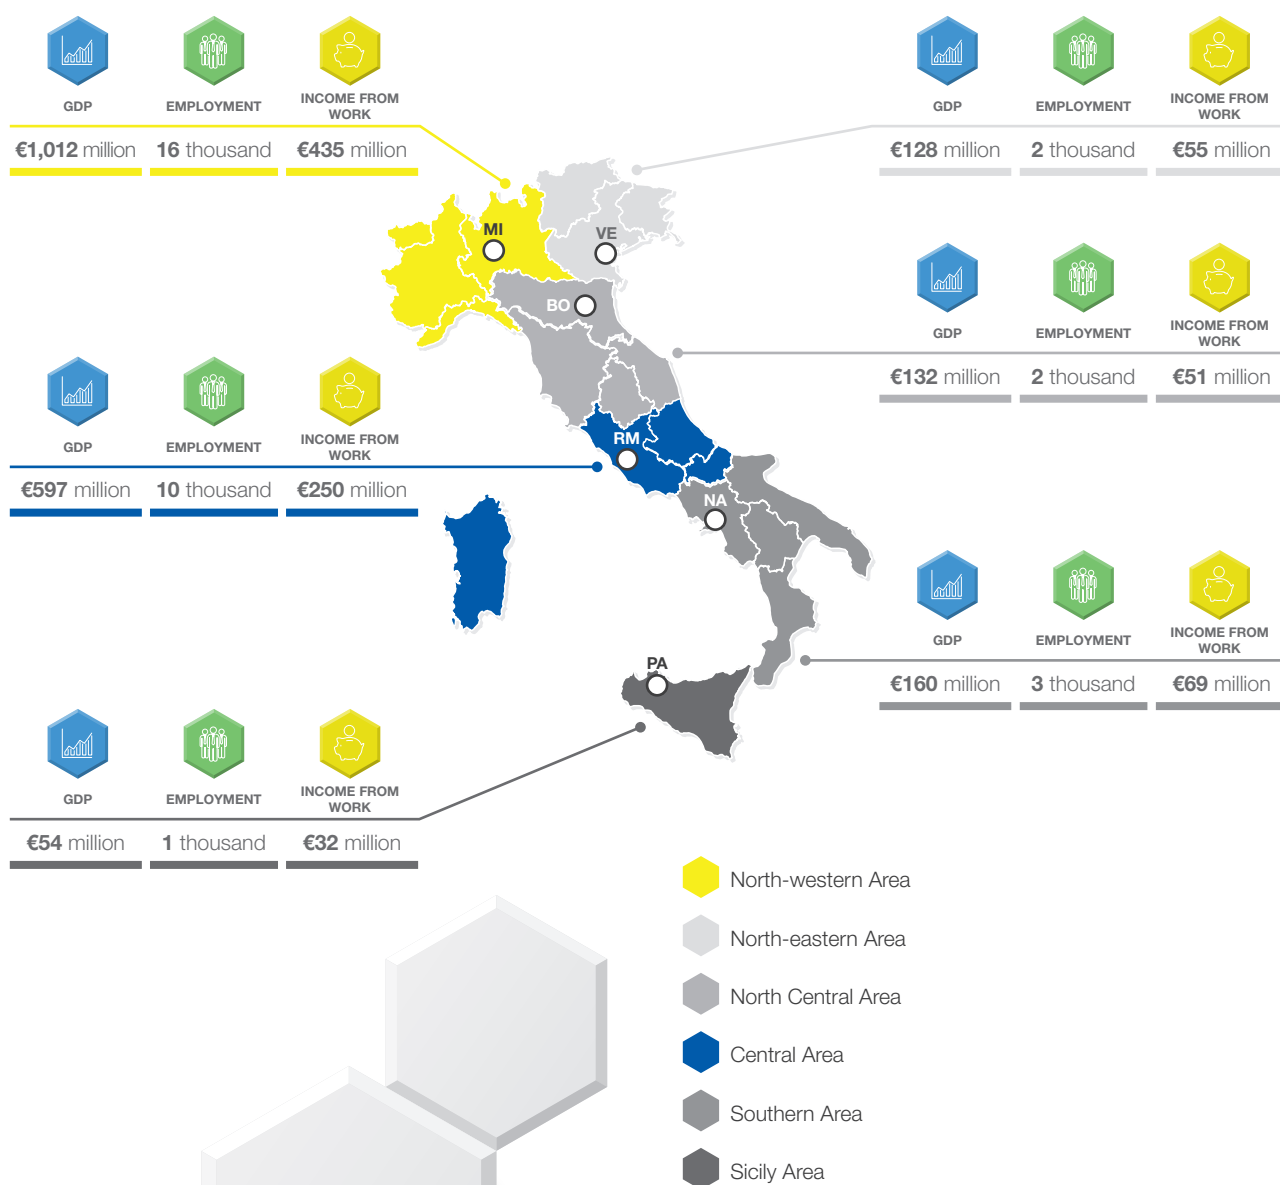 GDP
EMPLOYMENT
INCOME FROM
WORK
€1,012 million
16 thousand
€435 million
GDP
EMPLOYMENT
INCOME FROM
WORK
€128 million
2 thousand
€55 million
MI
VE
BO
GDP
EMPLOYMENT
INCOME FROM
WORK
€132 million
2 thousand
€51 million
GDP
EMPLOYMENT
INCOME FROM
WORK
€597 million
10 thousand
€250 million
RM
NA
GDP
EMPLOYMENT
INCOME FROM
WORK
€160 million
3 thousand
€69 million
PA
GDP
EMPLOYMENT
INCOME FROM
WORK
€54 million
1 thousand
€32 million
North-western Area
North-eastern Area
North Central Area
Central Area
Southern Area
Sicily Area